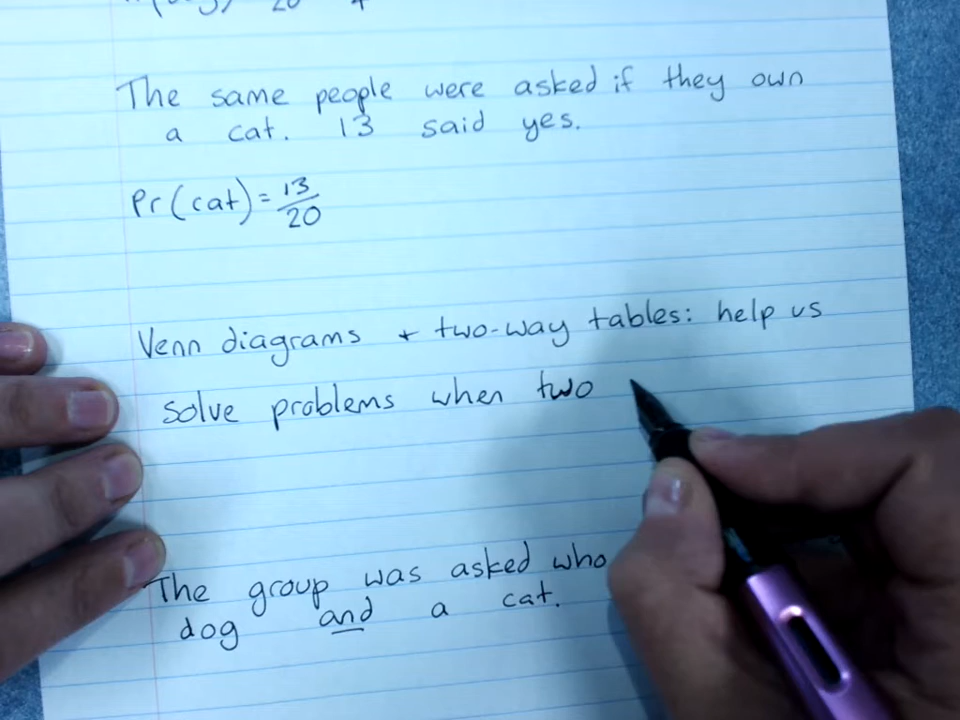 The same people were asked if they own
a cat. 13 said yes.
Pr(cat) = 13/20
Venn diagrams + two-way tables: help us
solve problems when two
The group was asked who
dog and a cat.